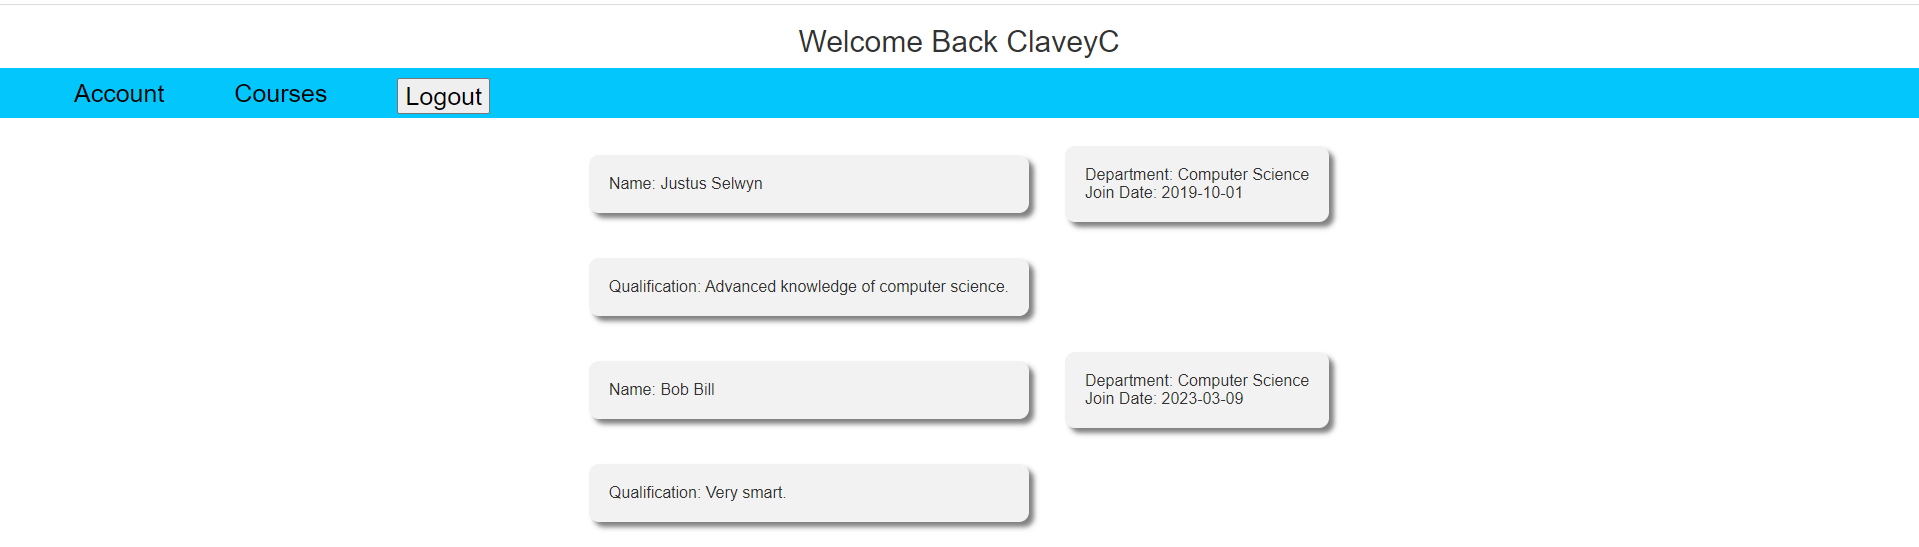 Welcome Back ClaveyC
Account Courses Logout
Name: Justus Selwyn
Department: Computer Science
Join Date: 2019-10-01
Qualification: Advanced knowledge of computer science.
Name: Bob Bill
Department: Computer Science
Join Date: 2023-03-09
Qualification: Very smart.